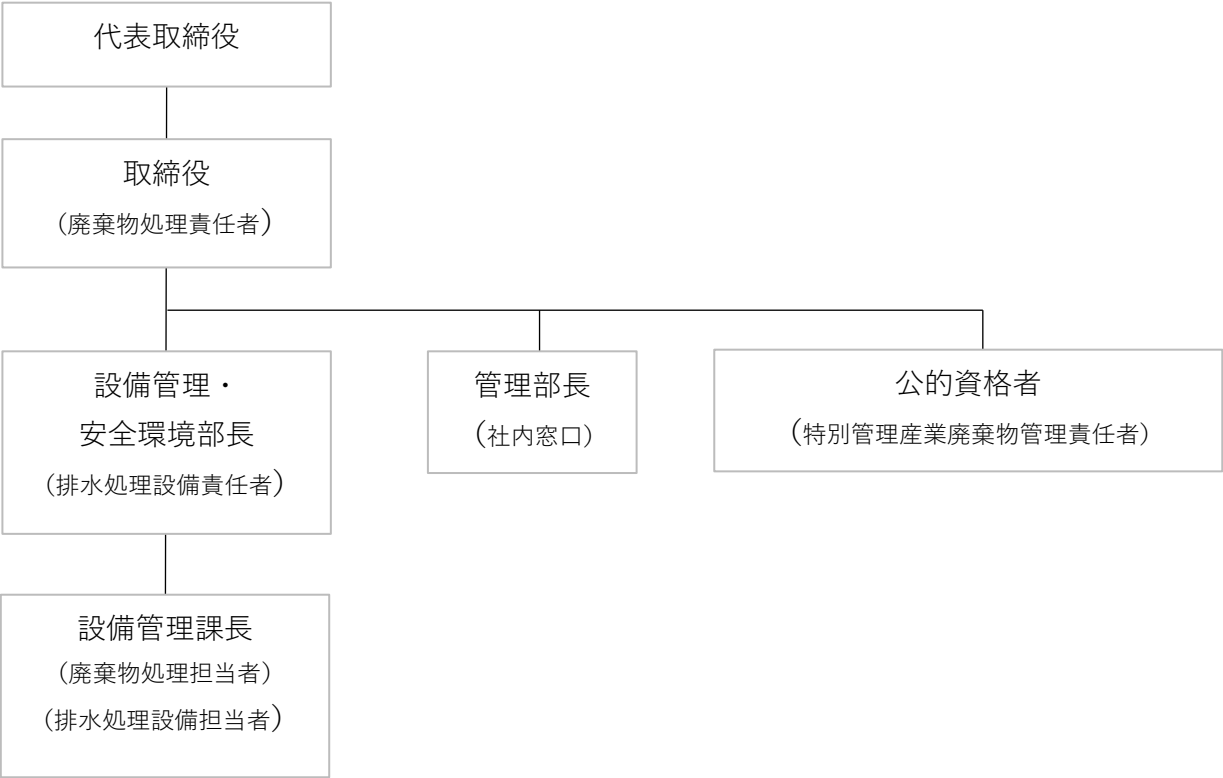 代表取締役
取締役
(廃棄物処理責任者)
設備管理・
安全環境部長
(排水処理設備責任者)
管理部長
(社内窓口)
公的資格者
(特別管理産業廃棄物管理責任者)
設備管理課長
(廃棄物処理担当者)
(排水処理設備担当者)